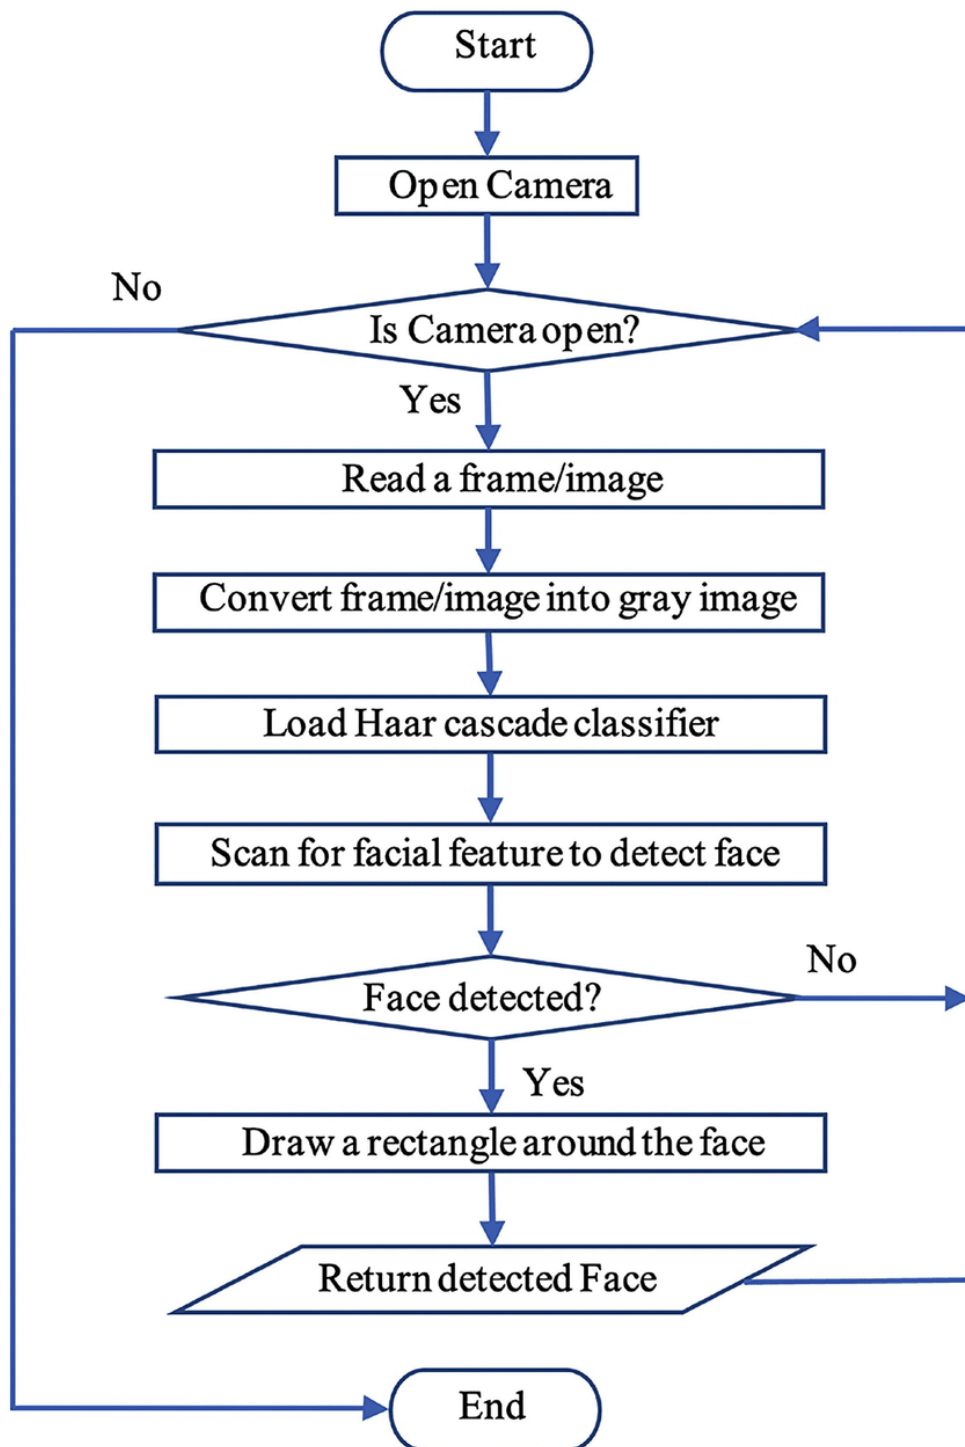 Start
Open Camera
No
Is Camera open?
Yes
Read a frame/image
Convert frame/image into gray image
Load Haar cascade classifier
Scan for facial feature to detect face
No
Face detected?
Yes
Draw a rectangle around the face
Return detected Face
End